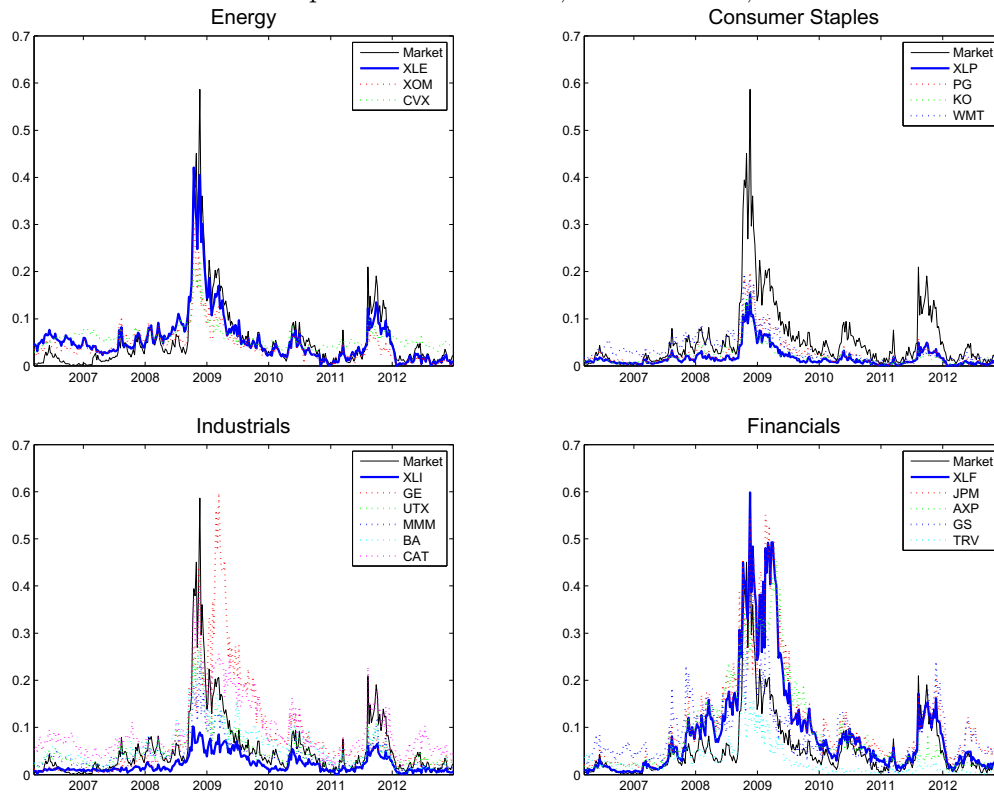 Energy
0.7
0.6
0.5
0.4
0.3
0.2
0.1
0
2007 2008 2009 2010 2011 2012
Market
XLE
XOM
CVX
Consumer Staples
0.7
0.6
0.5
0.4
0.3
0.2
0.1
0
2007 2008 2009 2010 2011 2012
Market
XLP
PG
KO
WMT
Industrials
0.7
0.6
0.5
0.4
0.3
0.2
0.1
0
2007 2008 2009 2010 2011 2012
Market
XLI
GE
UTX
MMM
BA
CAT
Financials
0.7
0.6
0.5
0.4
0.3
0.2
0.1
0
2007 2008 2009 2010 2011 2012
Market
XLF
JPM
AXP
GS
TRV